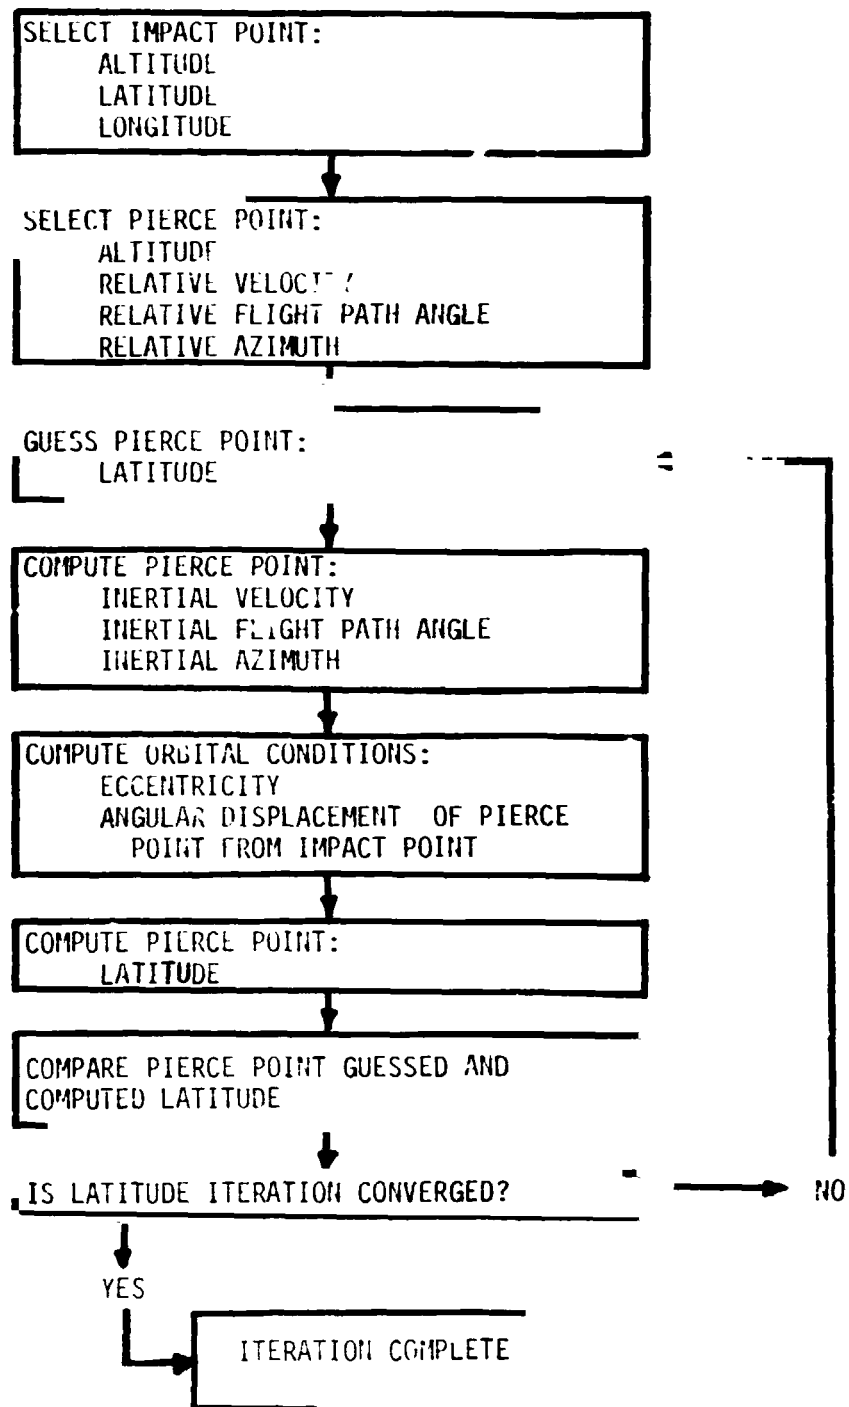 SELECT IMPACT POINT:
ALTITUDE
LATITUDE
LONGITUDE
SELECT PIERCE POINT:
ALTITUDE
RELATIVE VELOCITY
RELATIVE FLIGHT PATH ANGLE
RELATIVE AZIMUTH
GUESS PIERCE POINT:
LATITUDE
COMPUTE PIERCE POINT:
INERTIAL VELOCITY
INERTIAL FLIGHT PATH ANGLE
INERTIAL AZIMUTH
COMPUTE ORBITAL CONDITIONS:
ECCENTRICITY
ANGULAR DISPLACEMENT OF PIERCE
POINT FROM IMPACT POINT
COMPUTE PIERCE POINT:
LATITUDE
COMPARE PIERCE POINT GUESSED AND
COMPUTED LATITUDE
IS LATITUDE ITERATION CONVERGED?
NO
YES
ITERATION COMPLETE